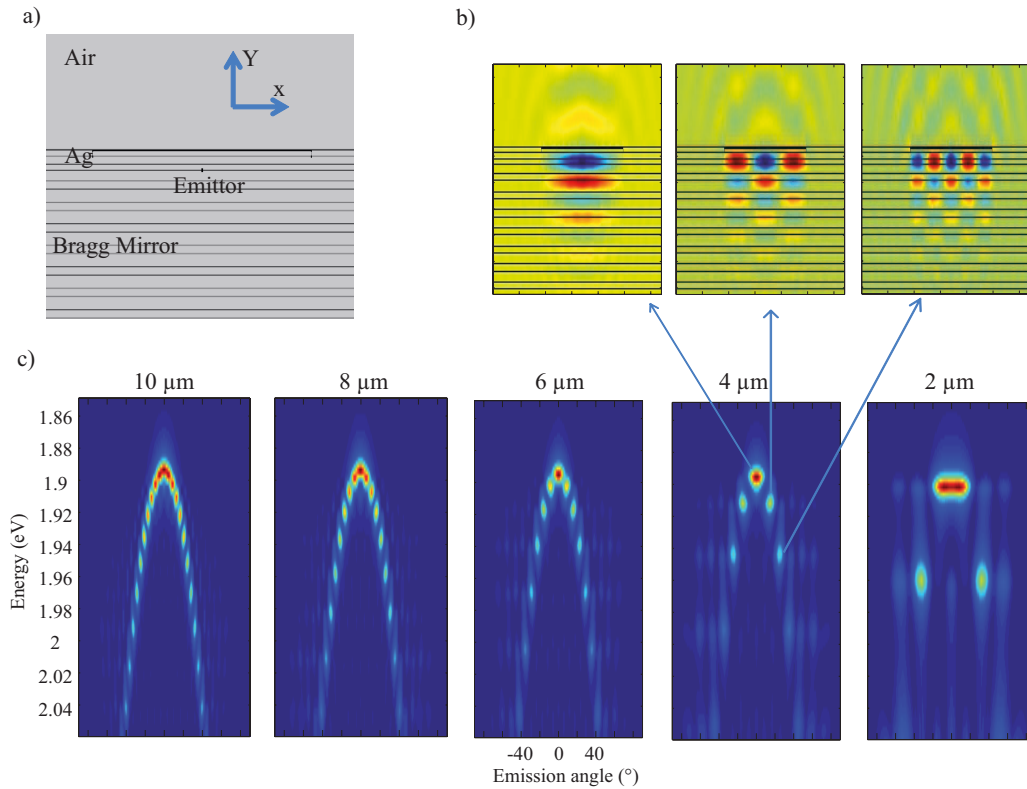 a)
Air
Y
x
Ag
Emittor
Bragg Mirror
b)
c)
10 µm
8 µm
6 µm
4 µm
2 µm
Energy (eV)
1.86
1.88
1.9
1.92
1.94
1.96
1.98
2
2.02
2.04
-40 0 40
Emission angle (°)